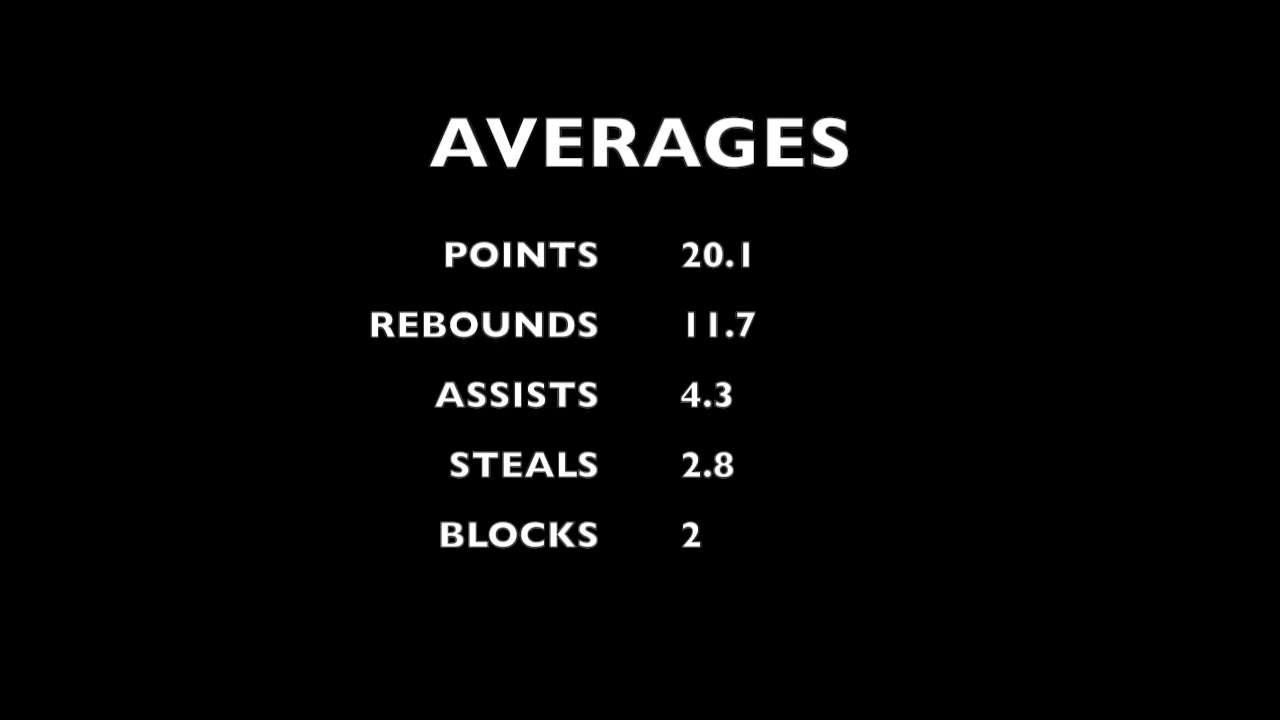 AVERAGES
POINTS 20.1
REBOUNDS 11.7
ASSISTS 4.3
STEALS 2.8
BLOCKS 2